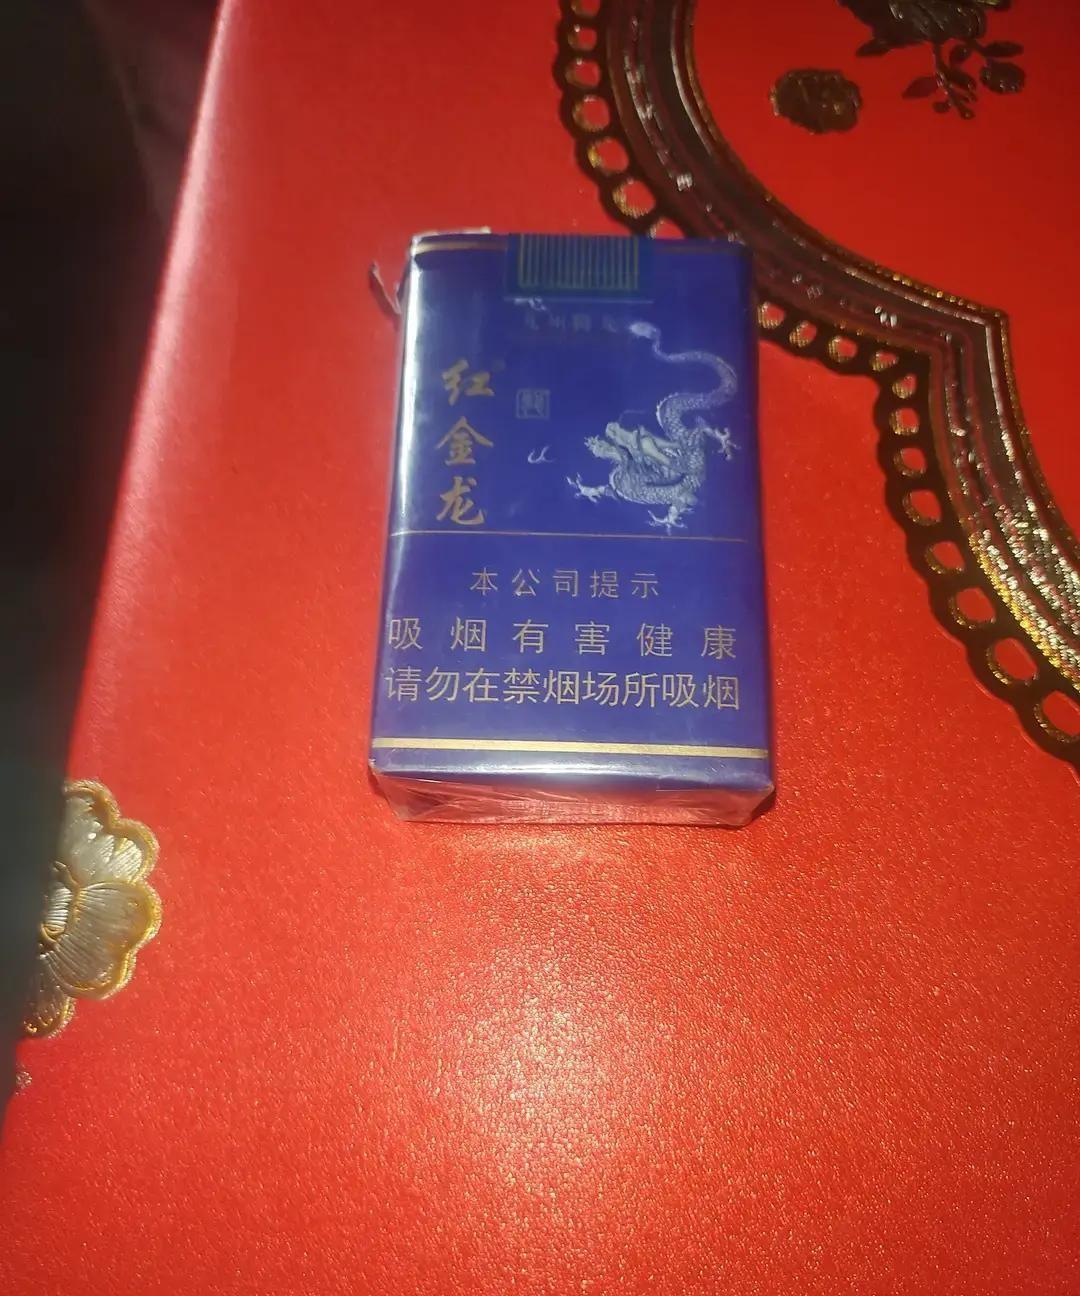 红金龙
本公司提示
吸烟有害健康
请勿在禁烟场所吸烟